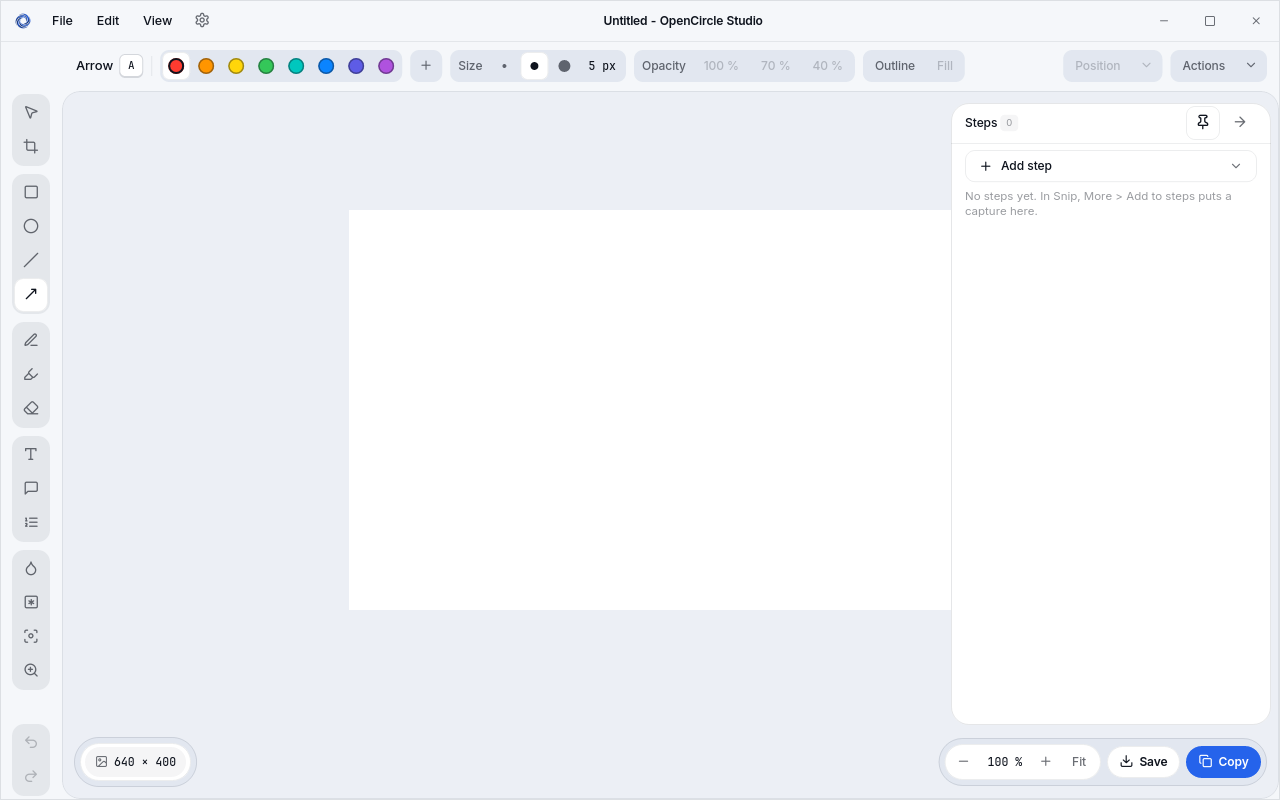 File Edit View
Untitled - OpenCircle Studio
Arrow A
Size 5 px
Opacity 100 % 70 % 40 %
Outline Fill
Position
Actions
Steps 0
Add step
No steps yet. In Snip, More > Add to steps puts a
capture here.
640 × 400
100 %
Fit
Save
Copy